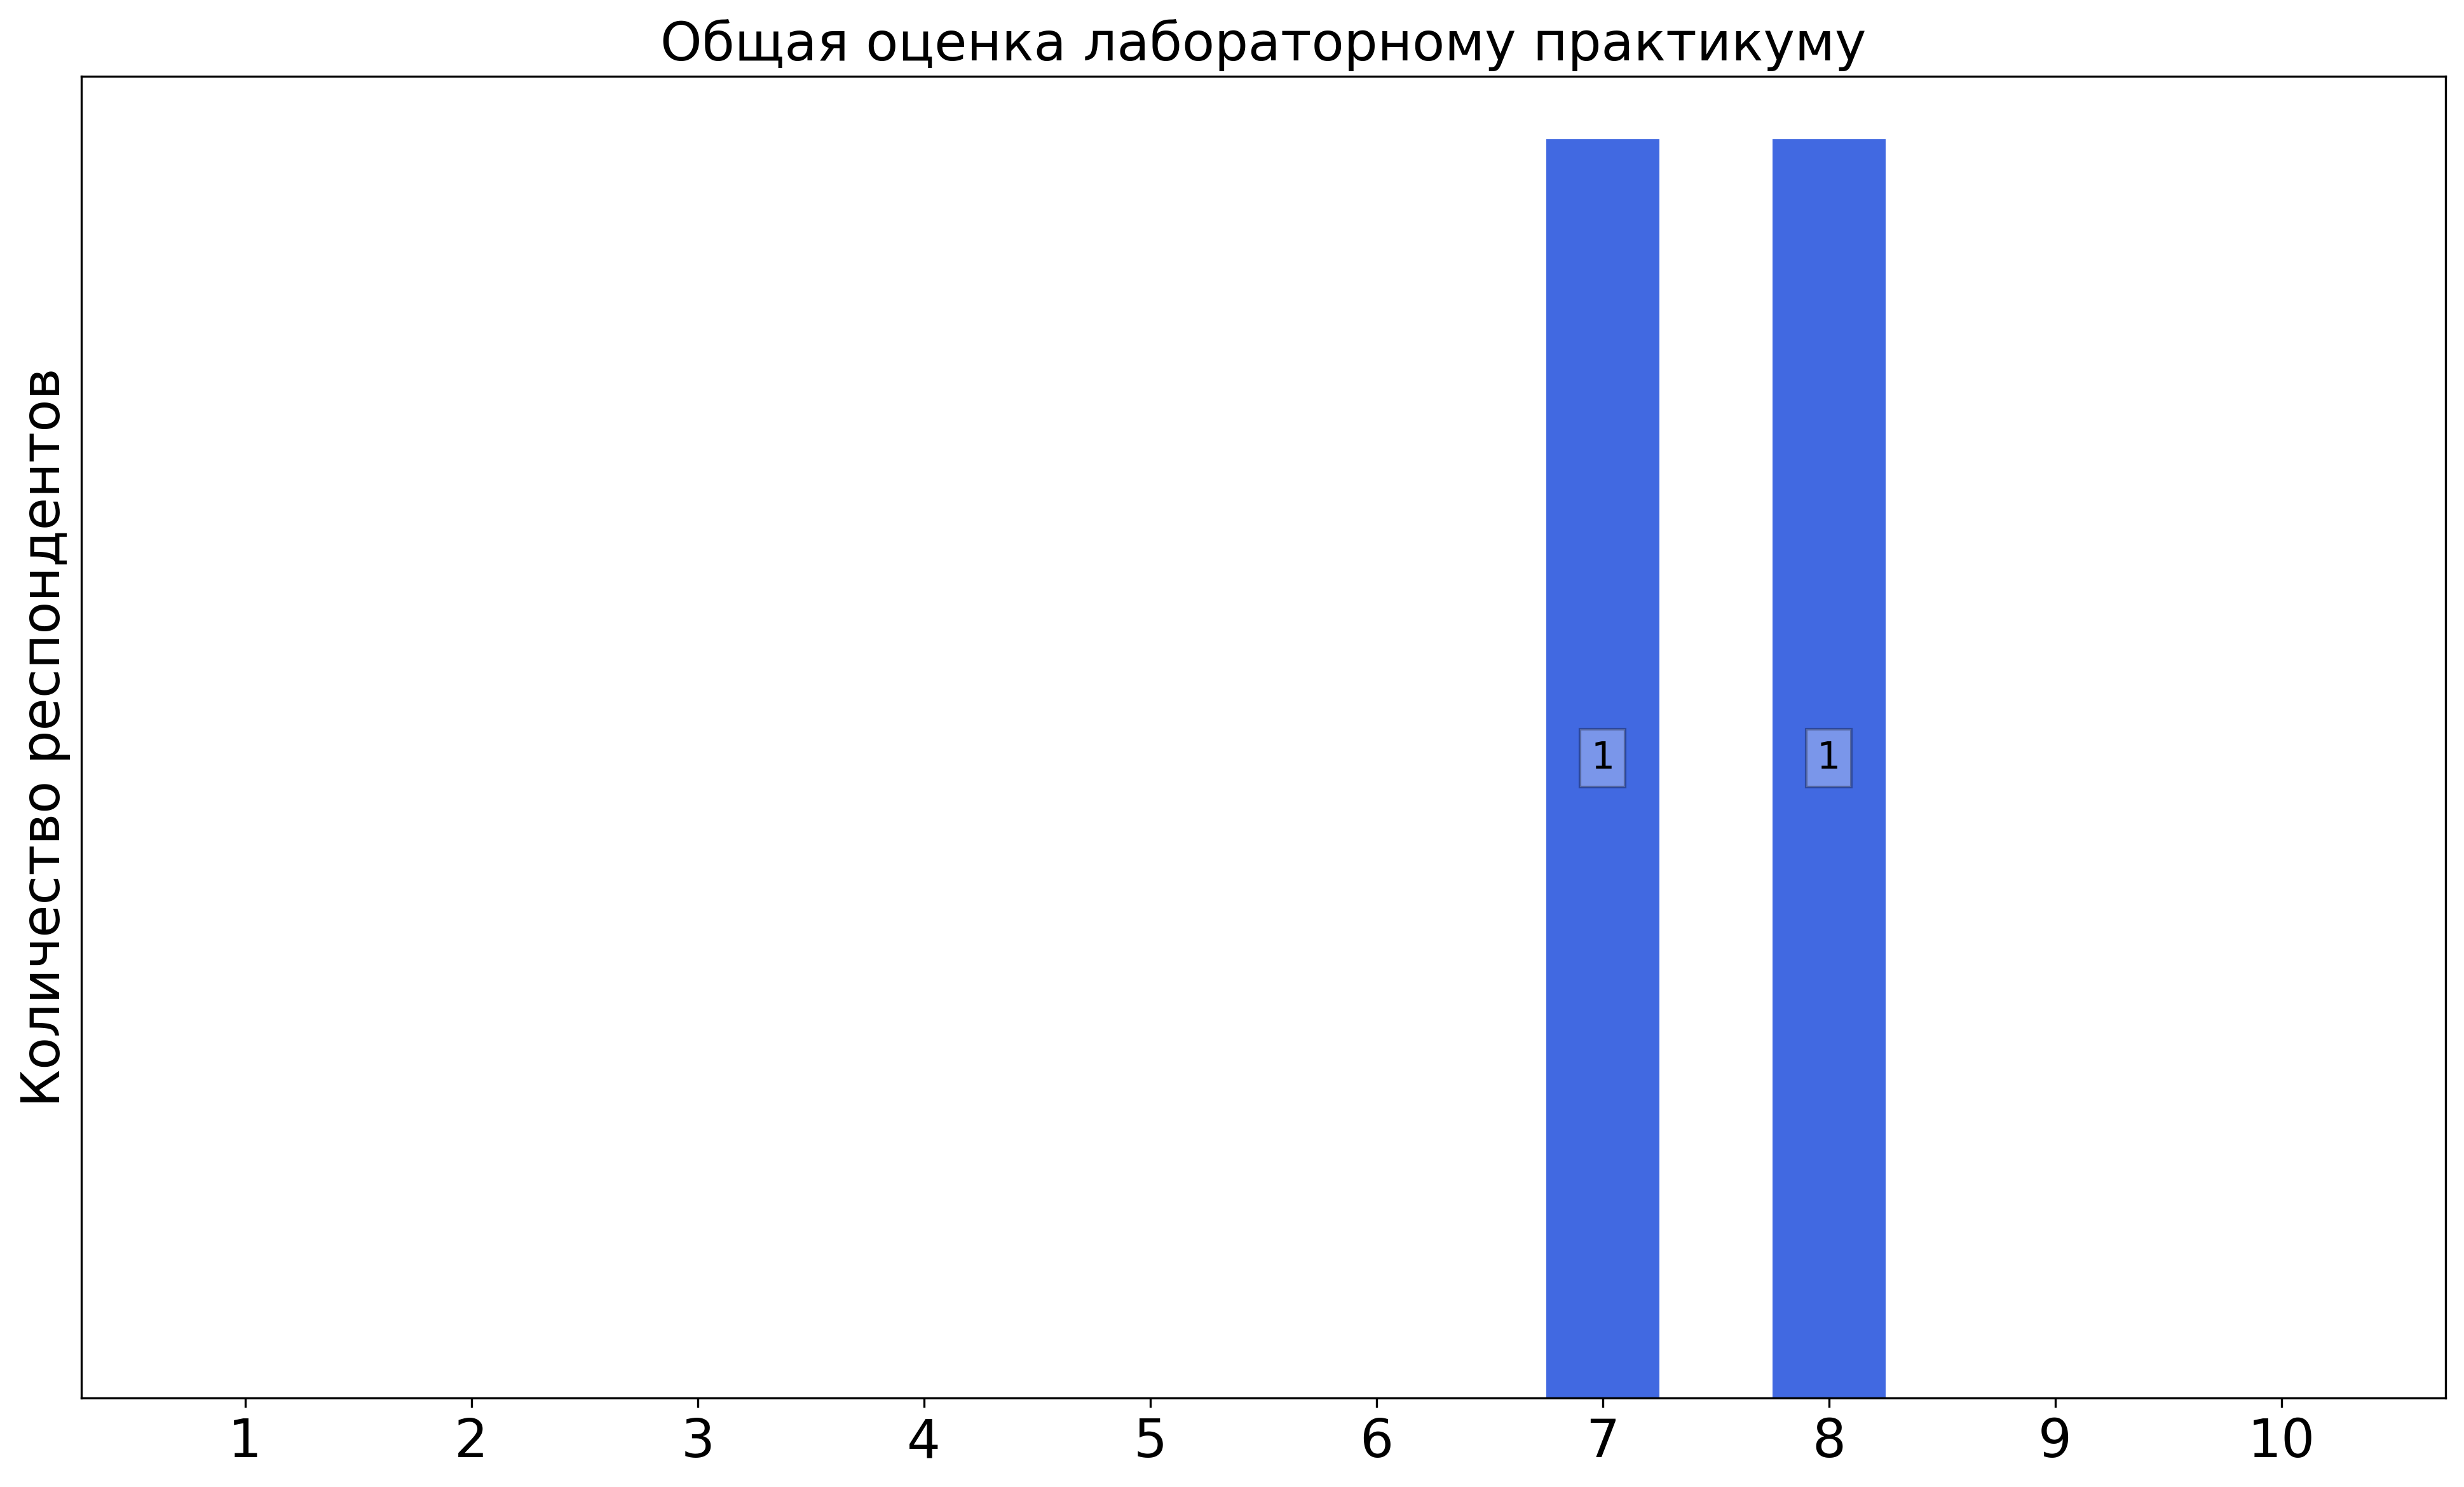 Общая оценка лабораторному практикуму
Количество респондентов
1 1
1 2 3 4 5 6 7 8 9 10